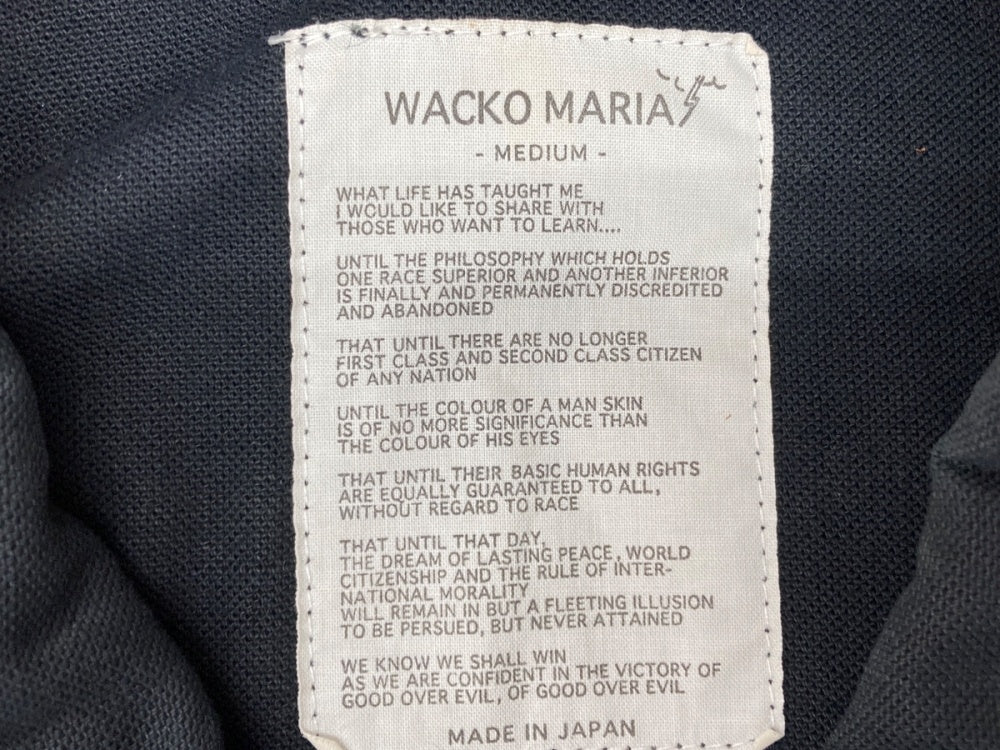 WACKO MARIA
- MEDIUM -
WHAT LIFE HAS TAUGHT ME
I WOULD LIKE TO SHARE WITH
THOSE WHO WANT TO LEARN....
UNTIL THE PHILOSOPHY WHICH HOLDS
ONE RACE SUPERIOR AND ANOTHER INFERIOR
IS FINALLY AND PERMANENTLY DISCREDITED
AND ABANDONED
THAT UNTIL THERE ARE NO LONGER
FIRST CLASS AND SECOND CLASS CITIZEN
OF ANY NATION
UNTIL THE COLOUR OF A MAN SKIN
IS OF NO MORE SIGNIFICANCE THAN
THE COLOUR OF HIS EYES
THAT UNTIL THEIR BASIC HUMAN RIGHTS
ARE EQUALLY GUARANTEED TO ALL,
WITHOUT REGARD TO RACE
THAT UNTIL THAT DAY,
THE DREAM OF LASTING PEACE, WORLD
CITIZENSHIP AND THE RULE OF INTER-
NATIONAL MORALITY
WILL REMAIN IN BUT A FLEETING ILLUSION
TO BE PERSUED, BUT NEVER ATTAINED
WE KNOW WE SHALL WIN
AS WE ARE CONFIDENT IN THE VICTORY OF
GOOD OVER EVIL, OF GOOD OVER EVIL
MADE IN JAPAN